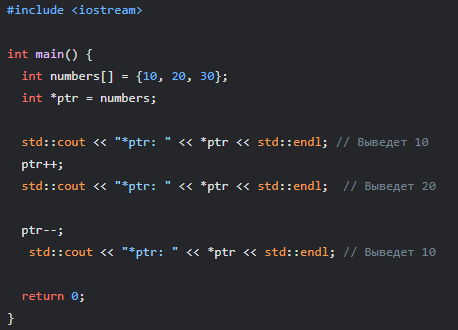 #include <iostream>

int main() {
  int numbers[] = {10, 20, 30};
  int *ptr = numbers;

  std::cout << "*ptr: " << *ptr << std::endl; // Выведет 10
  ptr++;
  std::cout << "*ptr: " << *ptr << std::endl;  // Выведет 20

  ptr--;
   std::cout << "*ptr: " << *ptr << std::endl; // Выведет 10

  return 0;
}